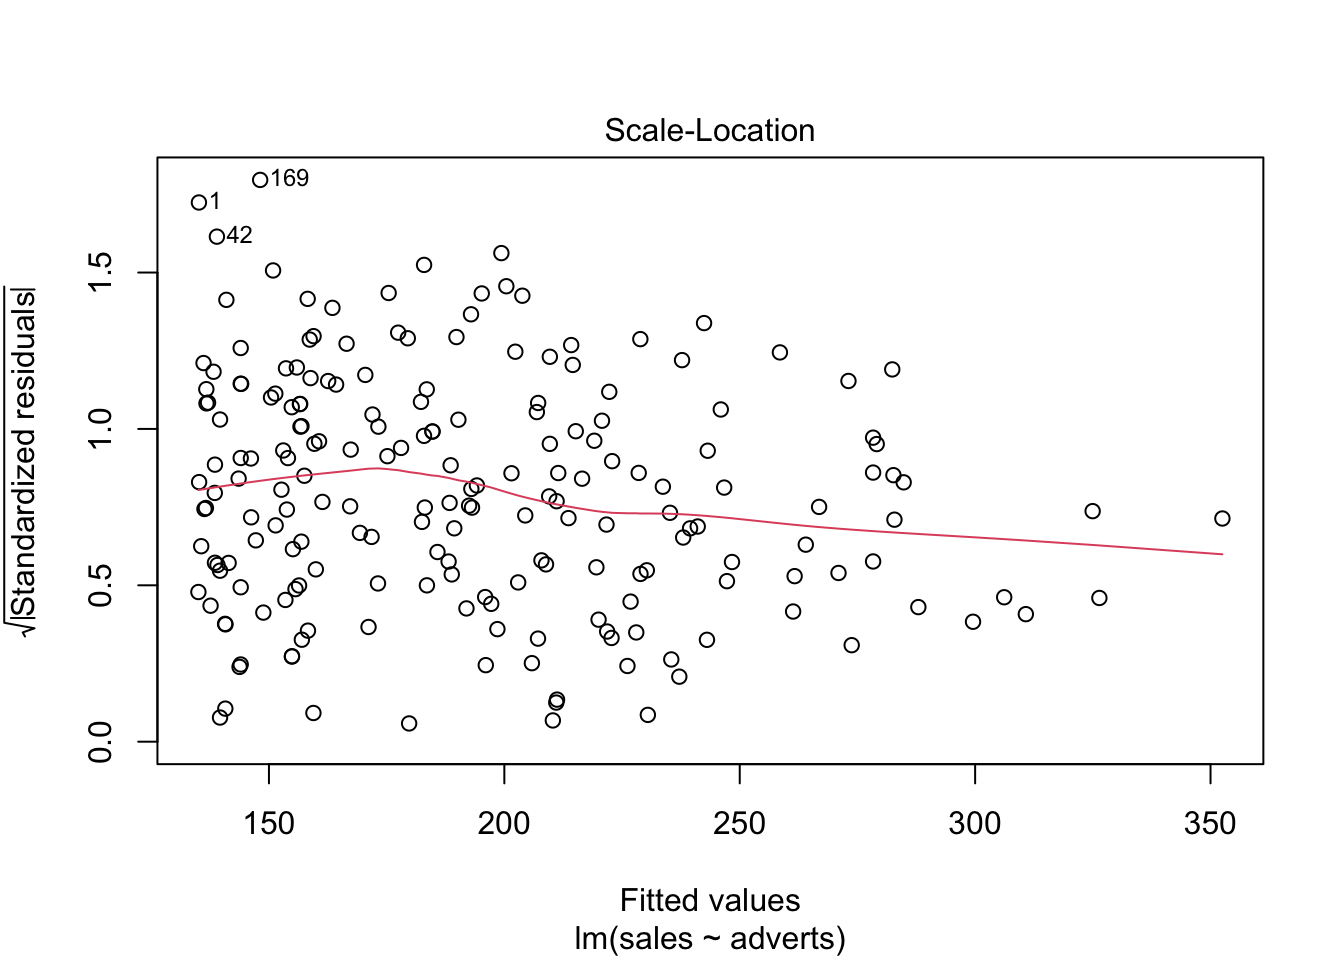 Scale-Location
169
1
42
√|Standardized residuals|
1.5
1.0
0.5
0.0
150 200 250 300 350
Fitted values
lm(sales ~ adverts)